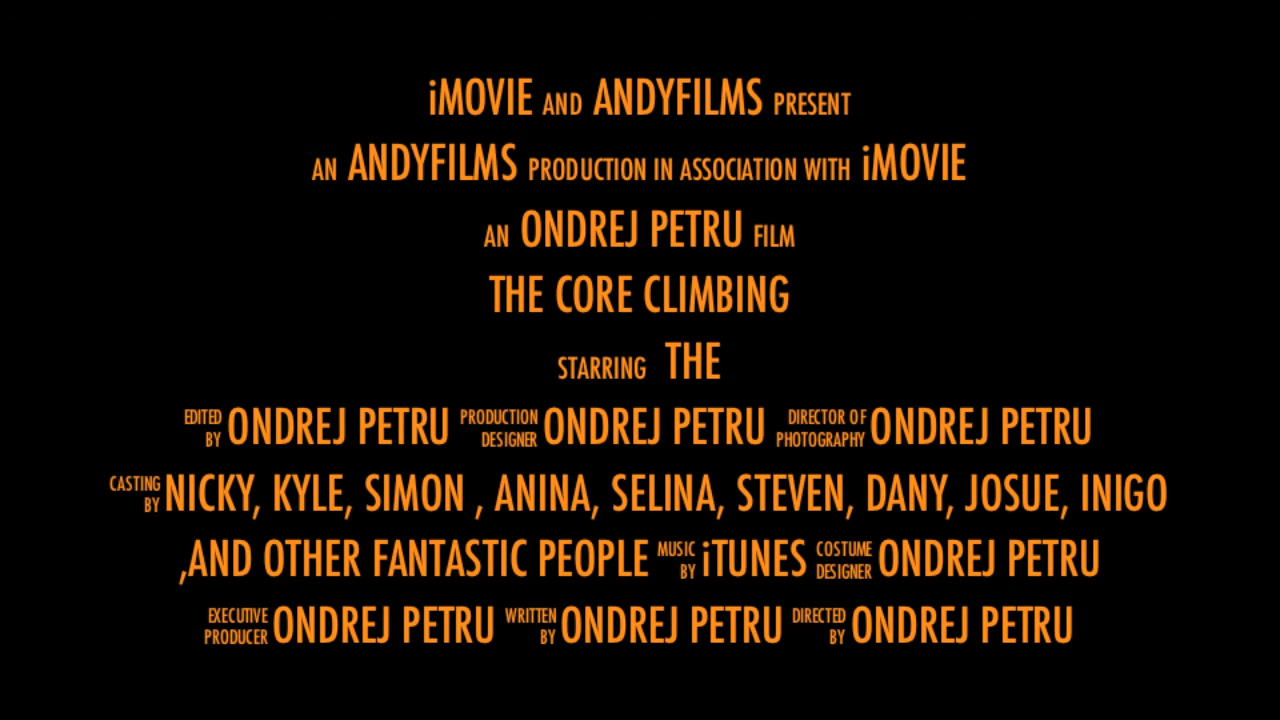 iMOVIE AND ANDYFILMS PRESENT
AN ANDYFILMS PRODUCTION IN ASSOCIATION WITH iMOVIE
AN ONDREJ PETRU FILM
THE CORE CLIMBING
STARRING THE
EDITED BY ONDREJ PETRU PRODUCTION DESIGNER ONDREJ PETRU DIRECTOR OF PHOTOGRAPHY ONDREJ PETRU
CASTING BY NICKY, KYLE, SIMON , ANINA, SELINA, STEVEN, DANY, JOSUE, INIGO
,AND OTHER FANTASTIC PEOPLE MUSIC BY iTUNES COSTUME DESIGNER ONDREJ PETRU
EXECUTIVE PRODUCER ONDREJ PETRU WRITTEN BY ONDREJ PETRU DIRECTED BY ONDREJ PETRU